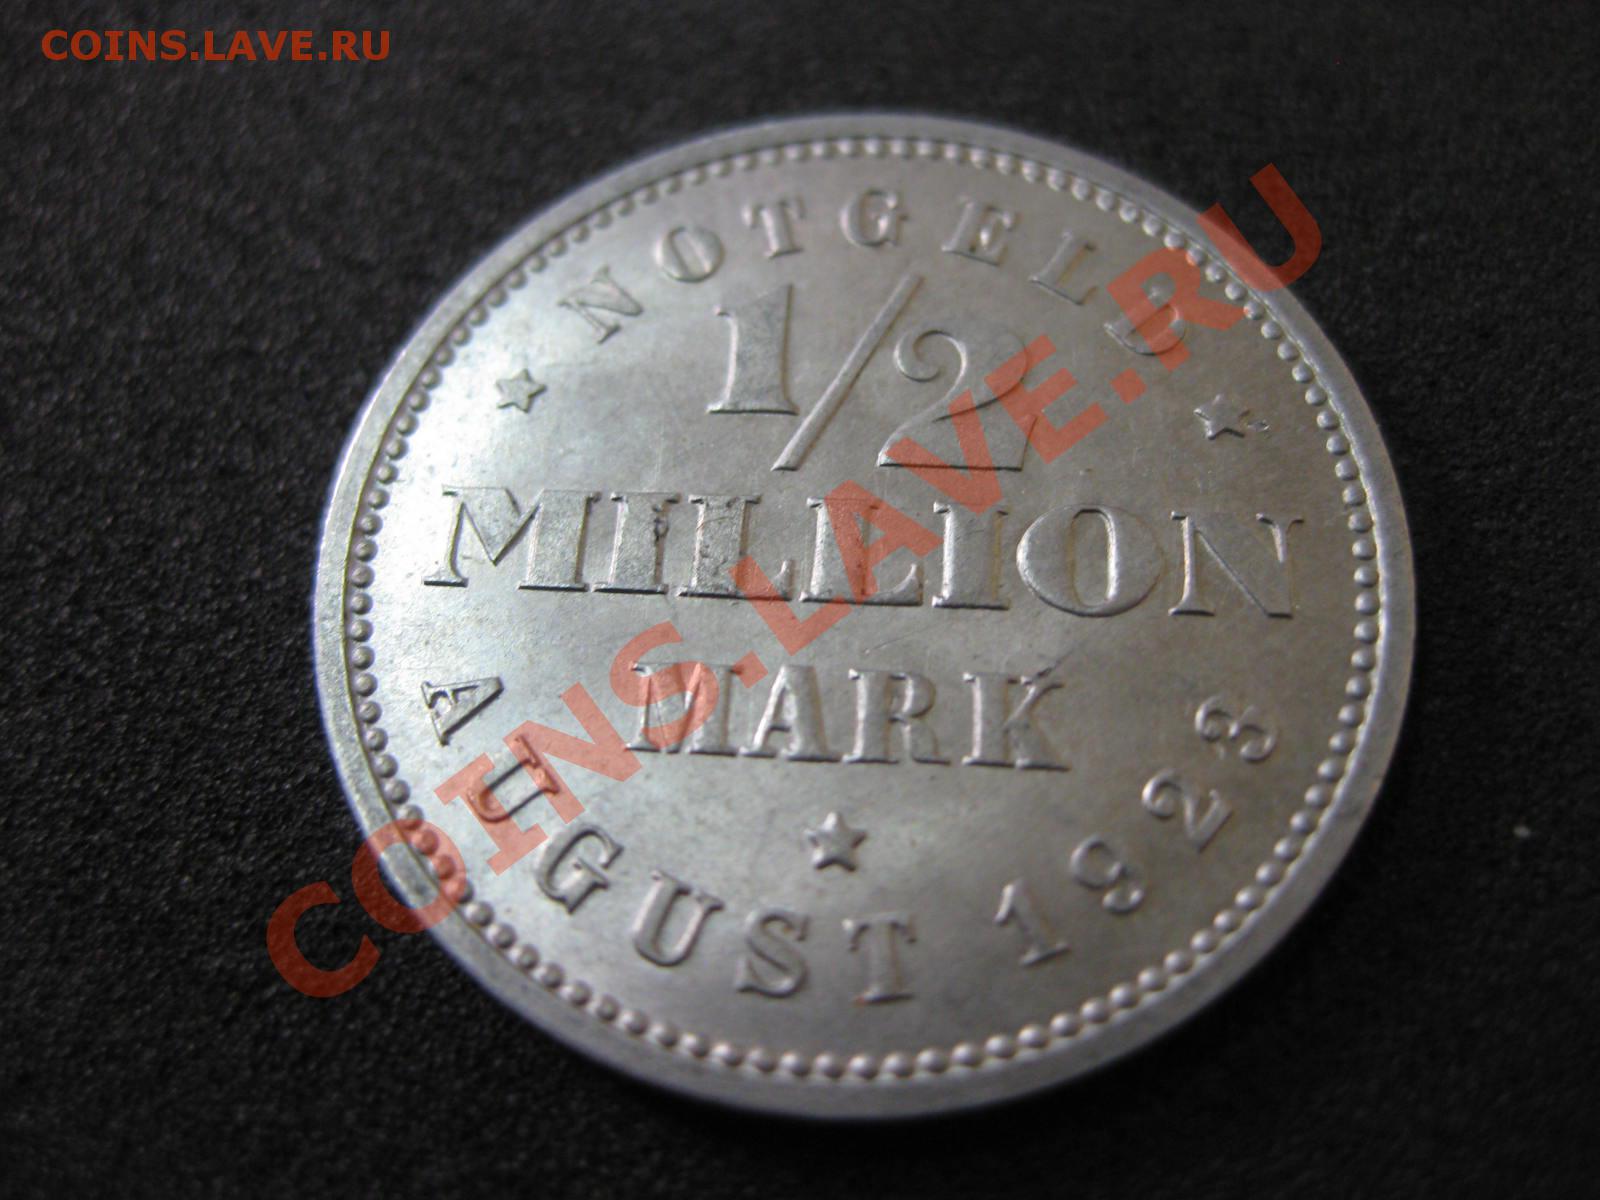 COINS.LAVE.RU
NOTGELD
1/2
MILLION
MARK
AUGUST 1923
COINS.LAVE.RU